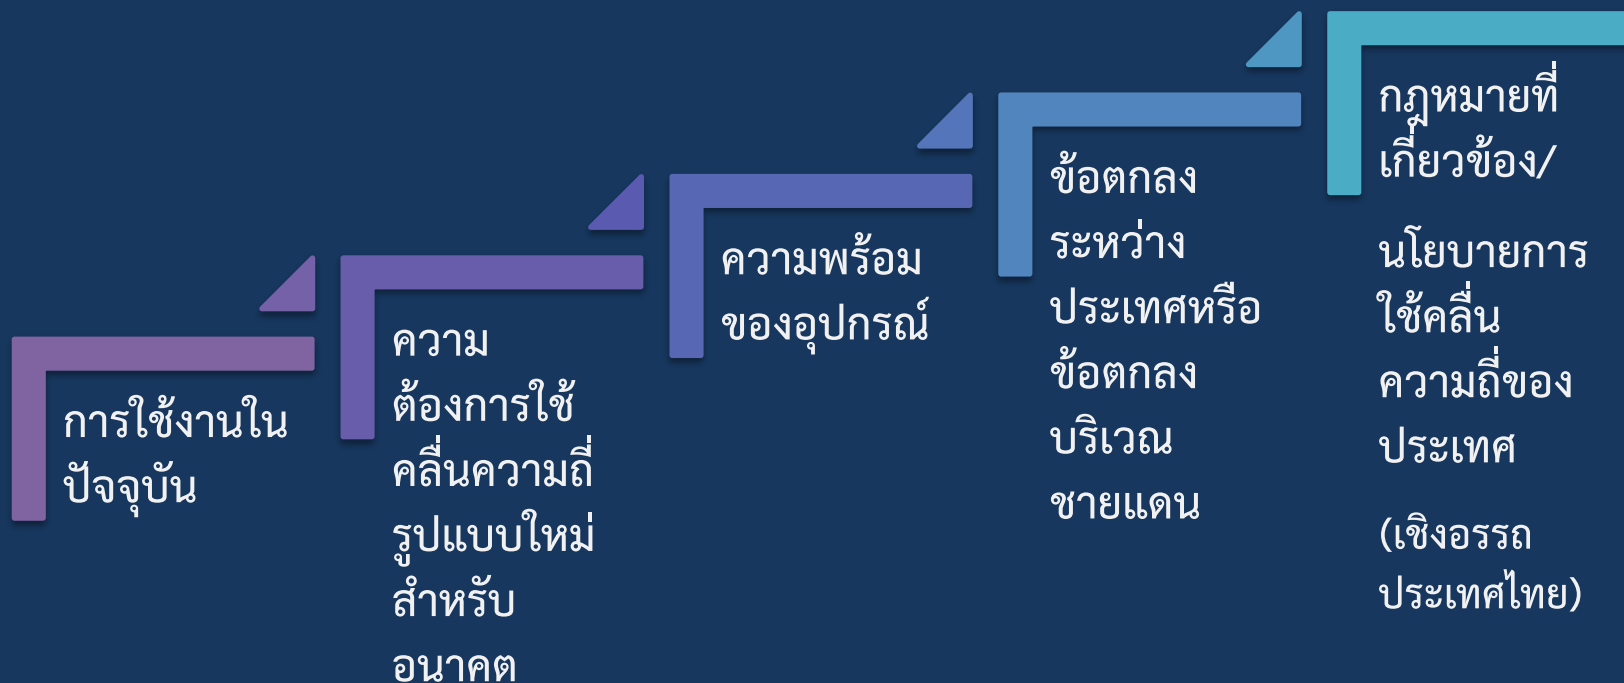 การใช้งานใน
ปัจจุบัน
ความ
ต้องการใช้
คลื่นความถี่
รูปแบบใหม่
สำหรับ
อนาคต
ความพร้อม
ของอุปกรณ์
ข้อตกลง
ระหว่าง
ประเทศหรือ
ข้อตกลง
บริเวณ
ชายแดน
กฎหมายที่
เกี่ยวข้อง/
นโยบายการ
ใช้คลื่น
ความถี่ของ
ประเทศ
(เชิงอรรถ
ประเทศไทย)